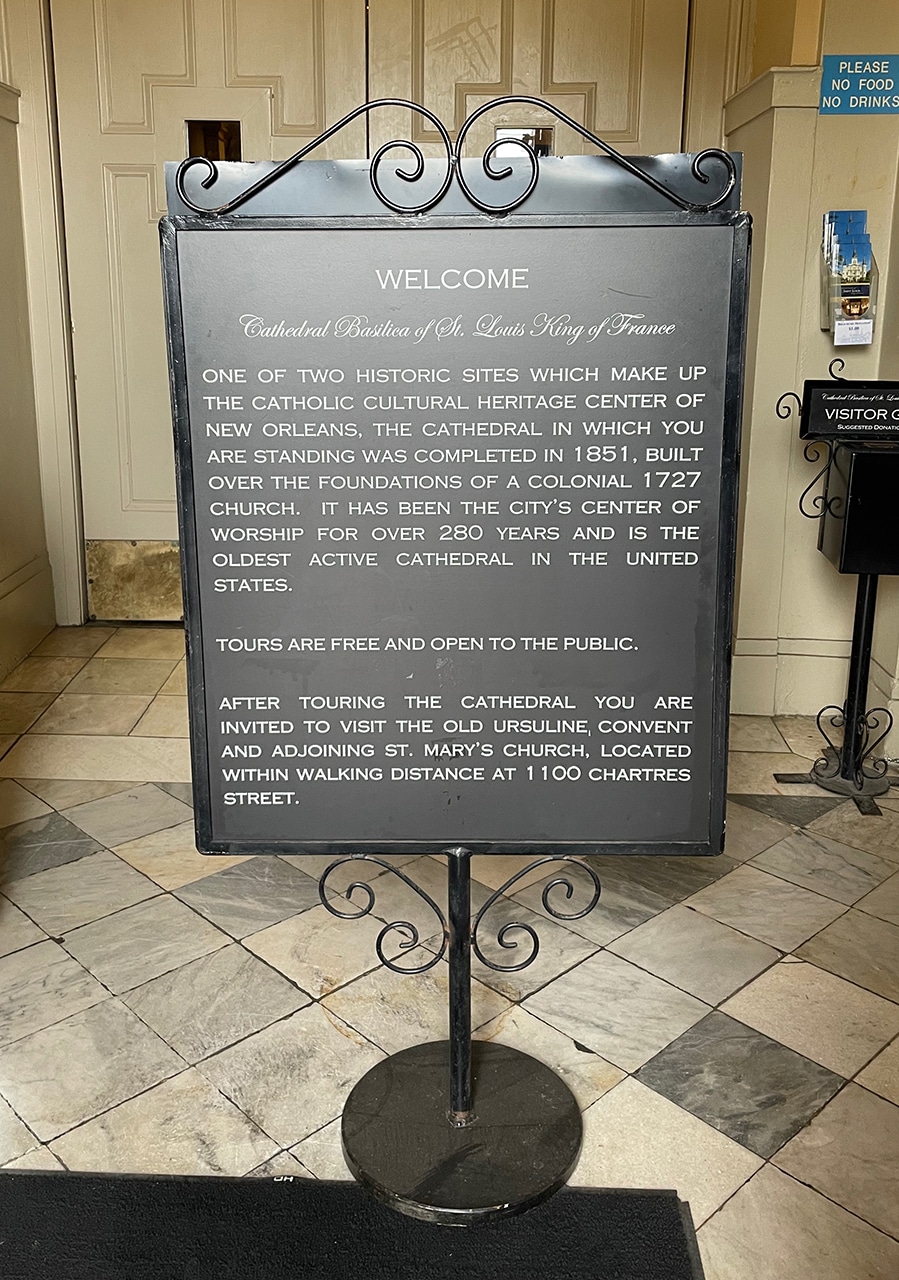 PLEASE
NO FOOD
NO DRINKS
WELCOME
Cathedral Basilica of St. Louis King of France
ONE OF TWO HISTORIC SITES WHICH MAKE UP
THE CATHOLIC CULTURAL HERITAGE CENTER OF
NEW ORLEANS, THE CATHEDRAL IN WHICH YOU
ARE STANDING WAS COMPLETED IN 1851, BUILT
OVER THE FOUNDATIONS OF A COLONIAL 1727
CHURCH. IT HAS BEEN THE CITY'S CENTER OF
WORSHIP FOR OVER 280 YEARS AND IS THE
OLDEST ACTIVE CATHEDRAL IN THE UNITED
STATES.
TOURS ARE FREE AND OPEN TO THE PUBLIC.
AFTER TOURING THE CATHEDRAL YOU ARE
INVITED TO VISIT THE OLD URSULINE CONVENT
AND ADJOINING ST. MARY'S CHURCH, LOCATED
WITHIN WALKING DISTANCE AT 1100 CHARTRES
STREET.
Cathedral Basilica of St.
VISITOR
SUGGESTED